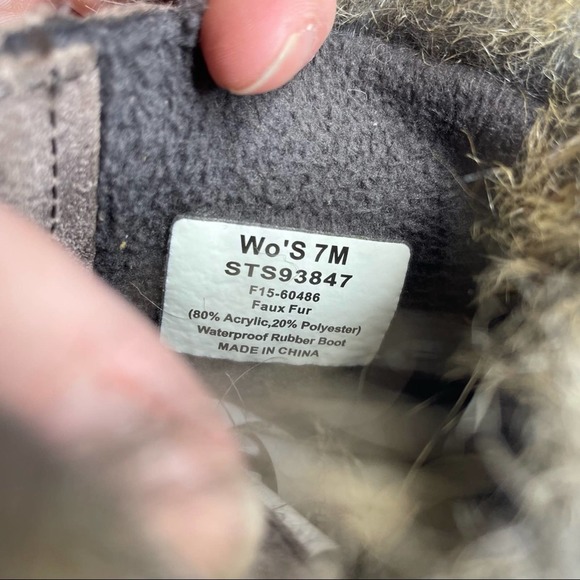 Wo'S 7M
STS93847
F15-60486
Faux Fur
(80% Acrylic,20% Polyester)
Waterproof Rubber Boot
MADE IN CHINA